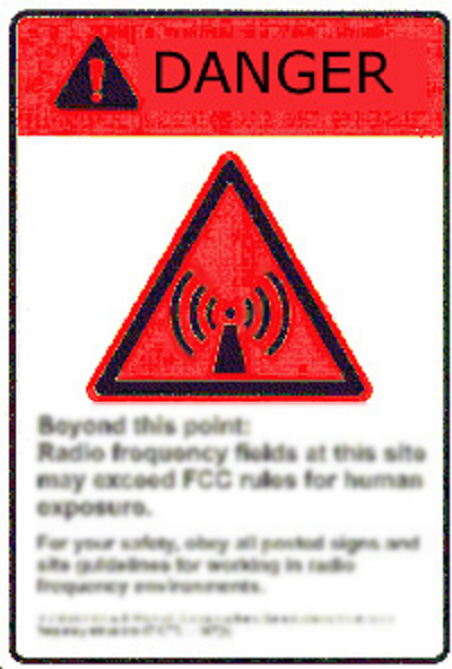 DANGER
Beyond this point:
Radio frequency fields at this site
may exceed FCC rules for human
exposure.
For your safety, obey all posted signs and
site guidelines for working in radio
frequency environments.